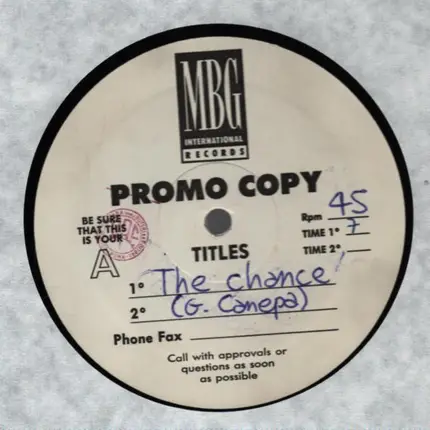 MBG
INTERNATIONAL
RECORDS
PROMO COPY
BE SURE
THAT THIS
IS YOUR
A
Rpm 45
TIME 1° 7'
TIME 2°
TITLES
1° The chance
2° (G. Canepa)
Phone Fax
Call with approvals or
questions as soon
as possible